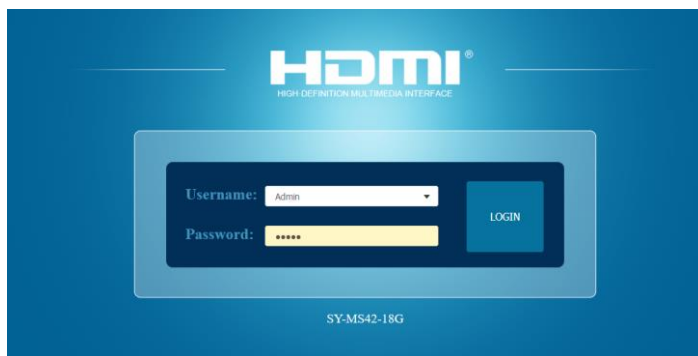 HDMI®
HIGH-DEFINITION MULTIMEDIA INTERFACE
Username: Admin
LOGIN
Password: •••••
SY-MS42-18G